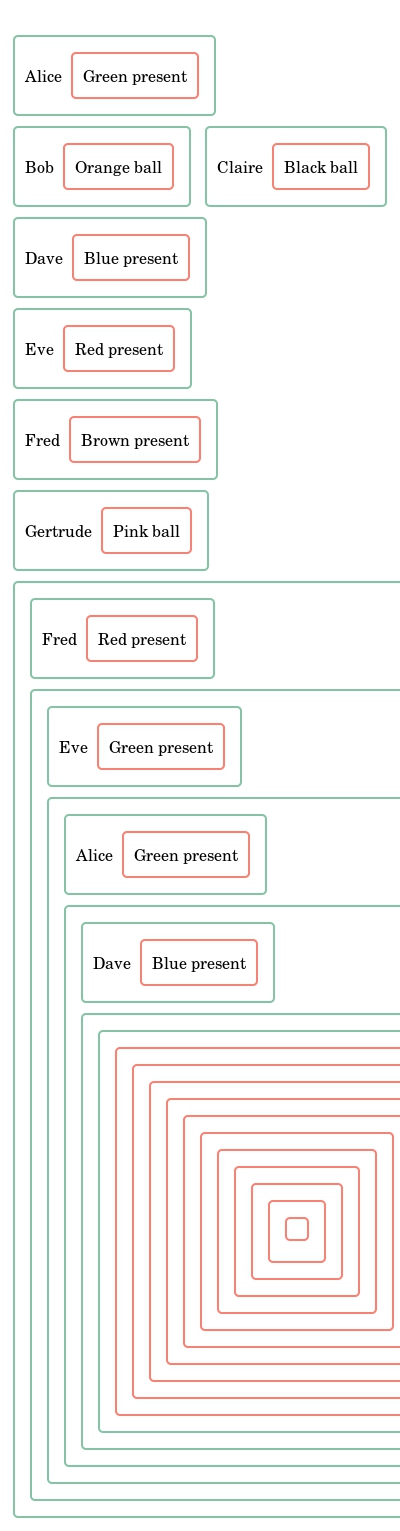 Alice Green present
Bob Orange ball Claire Black ball
Dave Blue present
Eve Red present
Fred Brown present
Gertrude Pink ball
Fred Red present
Eve Green present
Alice Green present
Dave Blue present